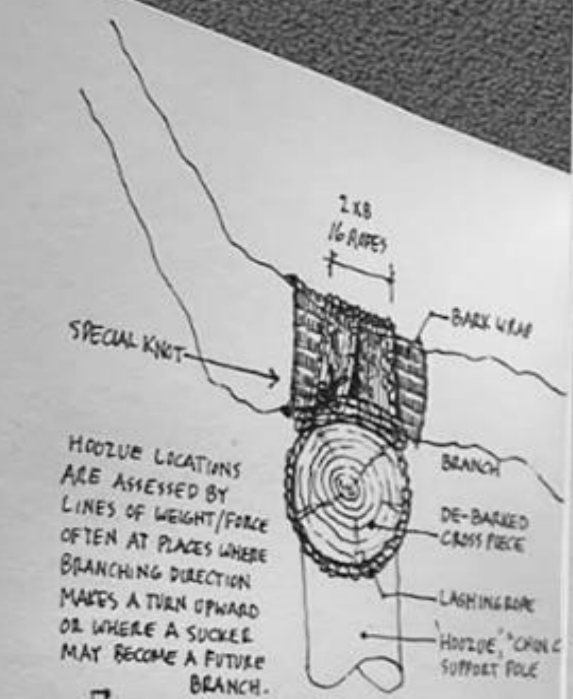 2 X 8
16 ROPES
BARK WRAP
SPECIAL KNOT
HOOZUE LOCATIONS
ARE ASSESSED BY
LINES OF WEIGHT/FORCE
OFTEN AT PLACES WHERE
BRANCHING DIRECTION
MAKES A TURN UPWARD
OR WHERE A SUCKER
MAY BECOME A FUTURE
BRANCH.
BRANCH
DE-BARKED
CROSS PIECE
LASHING ROPE
'HOOZUE',
SUPPORT POLE